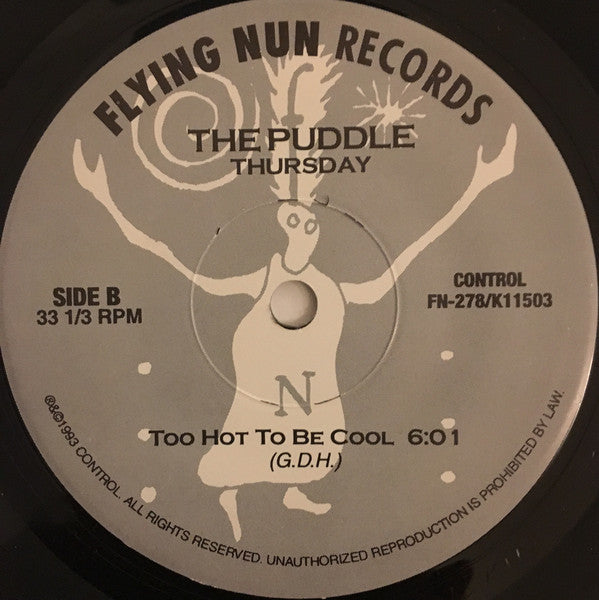 FLYING NUN RECORDS
THE PUDDLE
THURSDAY
SIDE B
33 1/3 RPM
CONTROL
FN-278/K11503
N
TOO HOT TO BE COOL 6:01
(G.D.H.)
℗&©1993 CONTROL. ALL RIGHTS RESERVED. UNAUTHORIZED REPRODUCTION IS PROHIBITED BY LAW.